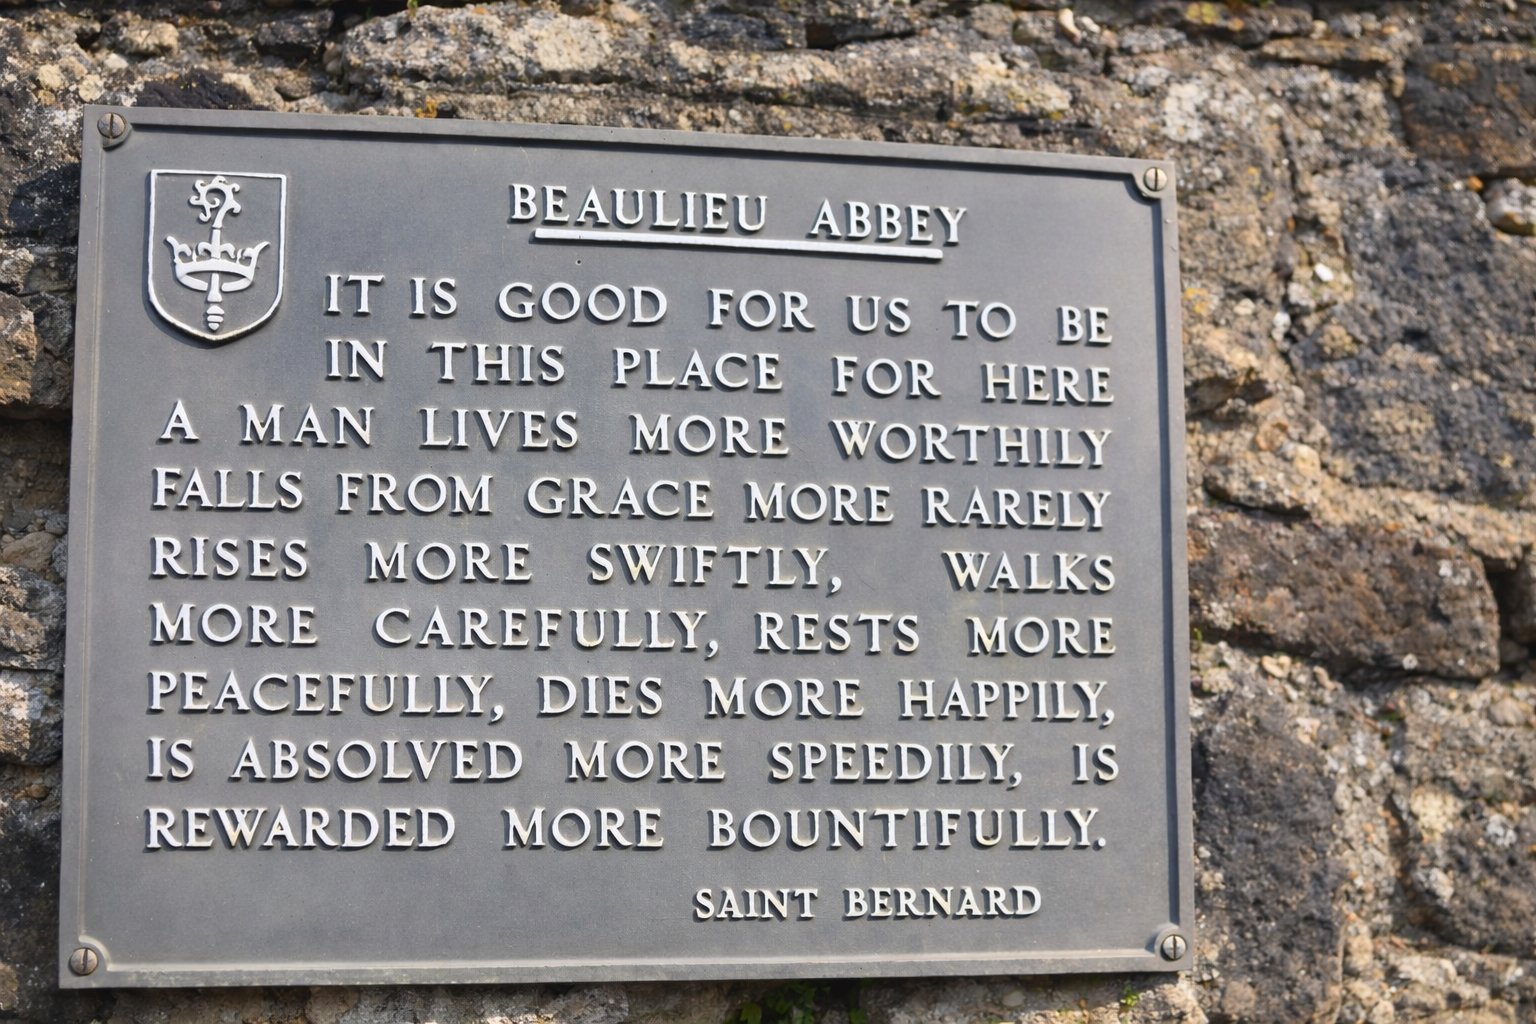 BEAULIEU ABBEY
IT IS GOOD FOR US TO BE
IN THIS PLACE FOR HERE
A MAN LIVES MORE WORTHILY
FALLS FROM GRACE MORE RARELY
RISES MORE SWIFTLY, WALKS
MORE CAREFULLY, RESTS MORE
PEACEFULLY, DIES MORE HAPPILY,
IS ABSOLVED MORE SPEEDILY, IS
REWARDED MORE BOUNTIFULLY.
SAINT BERNARD